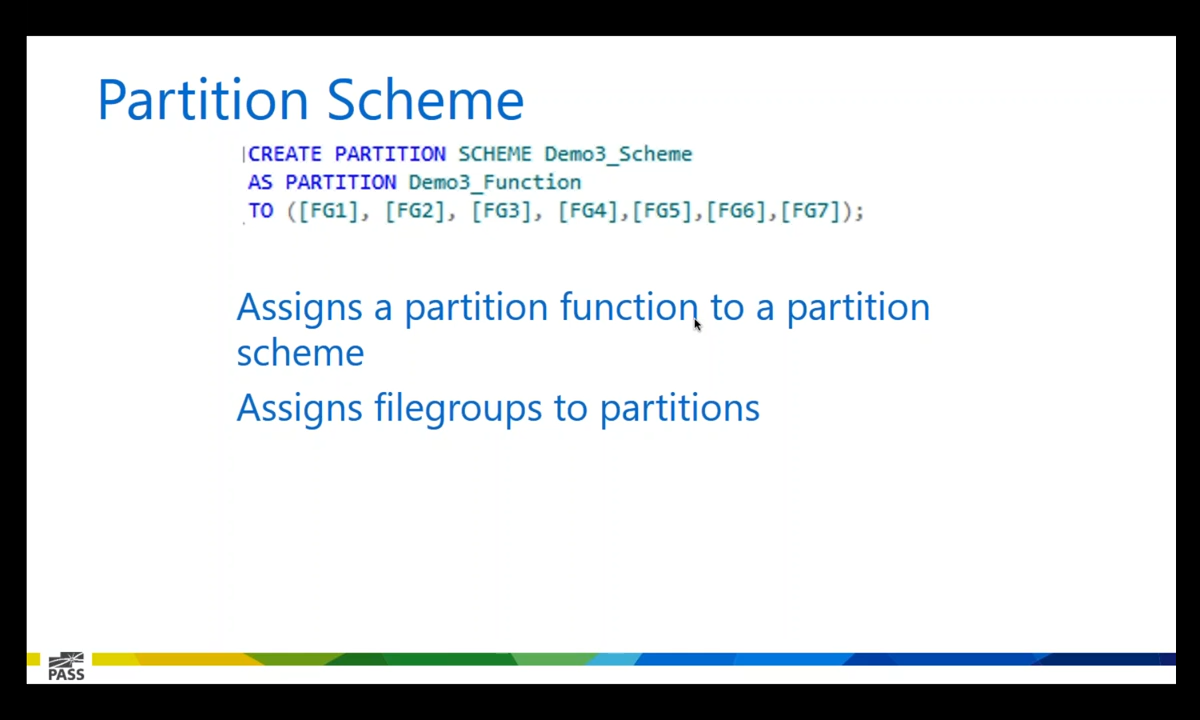 Partition Scheme
CREATE PARTITION SCHEME Demo3_Scheme
AS PARTITION Demo3_Function
TO ([FG1], [FG2], [FG3], [FG4],[FG5],[FG6],[FG7]);
Assigns a partition function to a partition
scheme
Assigns filegroups to partitions
PASS